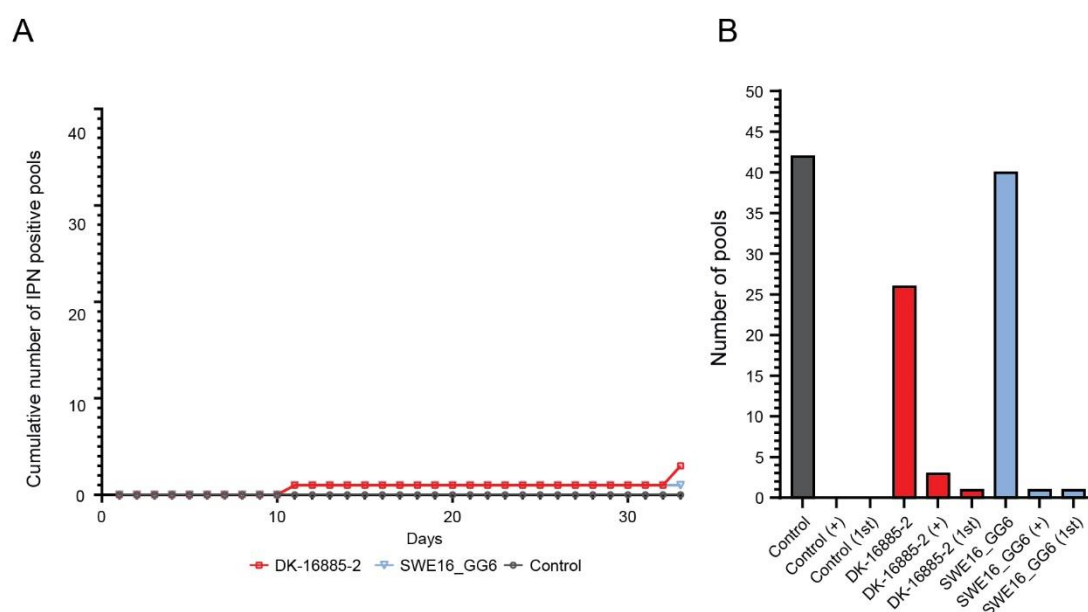 A
Cumulative number of IPN positive pools
40
30
20
10
0
0 10 20 30
Days
DK-16885-2 SWE16_GG6 Control
B
Number of pools
50
45
40
35
30
25
20
15
10
5
0
Control
Control (+)
Control (1st)
DK-16885-2
DK-16885-2 (+)
DK-16885-2 (1st)
SWE16_GG6
SWE16_GG6 (+)
SWE16_GG6 (1st)